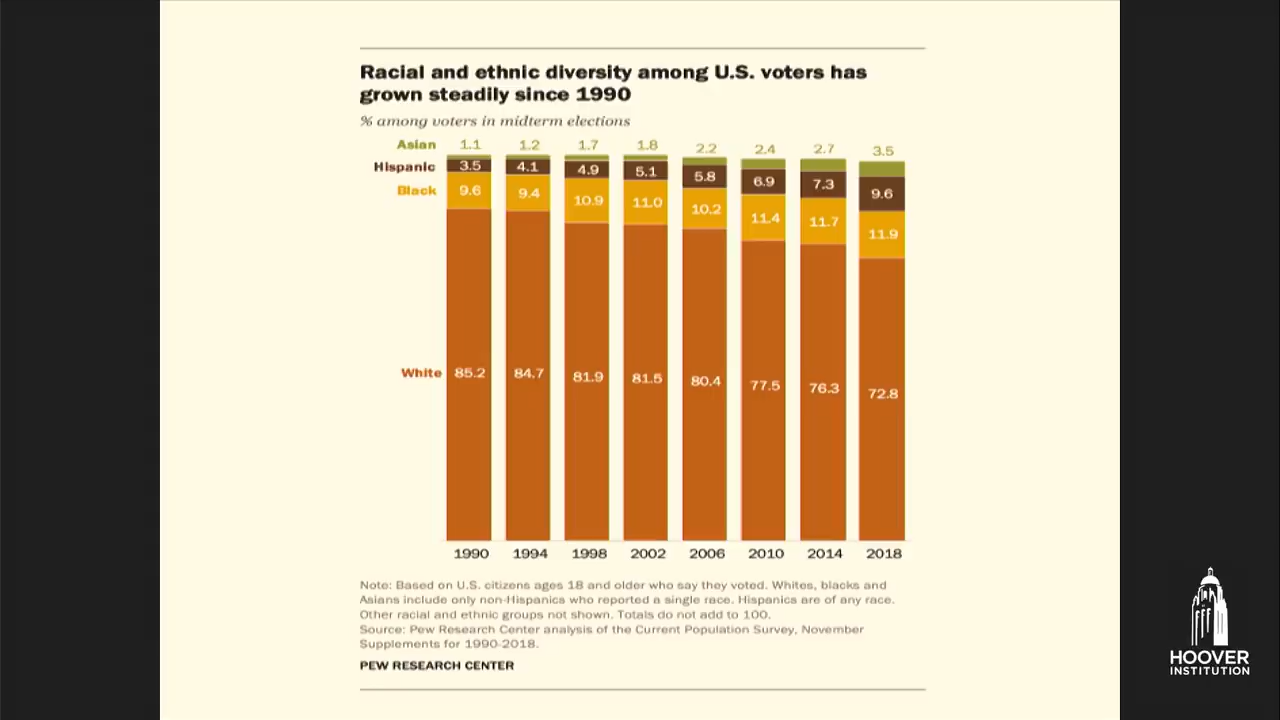 Racial and ethnic diversity among U.S. voters has
grown steadily since 1990
% among voters in midterm elections
Asian 1.1 1.2 1.7 1.8 2.2 2.4 2.7 3.5
Hispanic 3.5 4.1 4.9 5.1 5.8 6.9 7.3 9.6
Black 9.6 9.4 10.9 11.0 10.2 11.4 11.7 11.9
White 85.2 84.7 81.9 81.5 80.4 77.5 76.3 72.8
1990 1994 1998 2002 2006 2010 2014 2018
Note: Based on U.S. citizens ages 18 and older who say they voted. Whites, blacks and
Asians include only non-Hispanics who reported a single race. Hispanics are of any race.
Other racial and ethnic groups not shown. Totals do not add to 100.
Source: Pew Research Center analysis of the Current Population Survey, November
Supplements for 1990-2018.
PEW RESEARCH CENTER
HOOVER
INSTITUTION